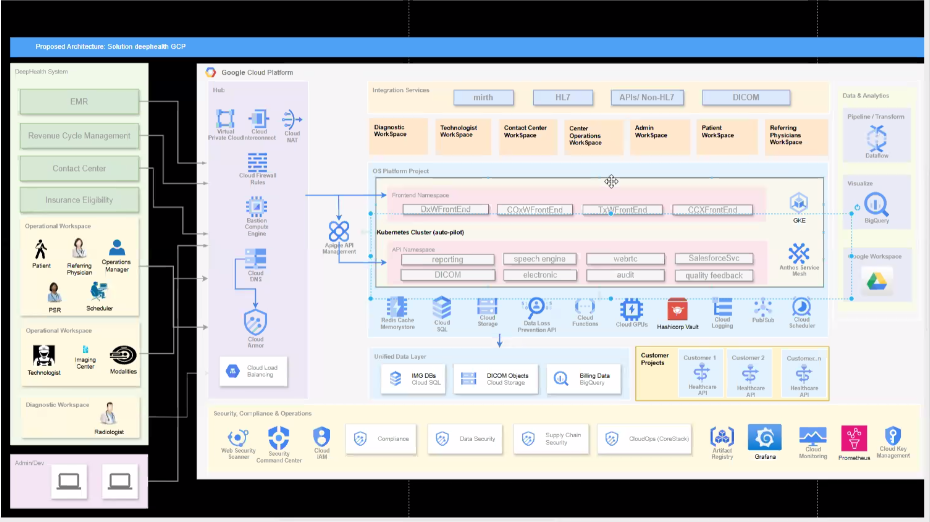 Proposed Architecture: Solution deephealth GCP
DeepHealth System
EMR
Revenue Cycle Management
Contact Center
Insurance Eligibility
Operational Workspace
Patient
Referring
Physician
Operations
Manager
PSR
Scheduler
Operational Workspace
Technologist
Imaging
Center
Modalities
Diagnostic Workspace
Radiologist
Admin/Dev
Google Cloud Platform
Hub
Virtual
Private Cloud
Cloud
Interconnect
Cloud
NAT
Cloud Firewall
Rules
Bastion
Compute
Engine
Cloud
Cloud
Armor
Cloud Load
Balancing
Apigee API
Management
Integration Services
mirth
HL7
APIs/ Non-HL7
DICOM
Diagnostic
WorkSpace
Technologist
WorkSpace
Contact Center
WorkSpace
Center
Operations
WorkSpace
Admin
WorkSpace
Patient
WorkSpace
Referring
Physicians
WorkSpace
OS Platform Project
Frontend Namespace
DxWFrontEnd
COxWFrontEnd
TxWFrontEnd
CCXFrontEnd
Kubernetes Cluster (auto-pilot)
API Namespace
reporting
speech engina
webrtc
SalesforceSvc
DICOM
electronic
audit
quality feedback
GKE
Anthos Service
Mesh
Redis Cache
Memorystore
Cloud
SQL
Cloud
Storage
Data Loss
Prevention API
Cloud
Functions
Cloud GPUs
Hashicorp Vault
Cloud
Logging
Pub/Sub
Cloud
Scheduler
Unified Data Layer
IMG DBs
Cloud SQL
DICOM Objects
Cloud Storage
Billing Data
BigQuery
Customer
Projects
Customer 1
Healthcare
API
Customer 2
Healthcare
API
Customer..n
Healthcare
API
Data & Analytics
Pipeline / Transform
Dataflow
Visualize
BigQuery
Google Workspace
Security, Compliance & Operations
Web Security
Scanner
Security
Command Center
Cloud
IAM
Compliance
Data Security
Supply Chain
Security
CloudOps (CoreStack)
Artifact
Registry
Grafana
Cloud
Monitoring
Prometheus
Cloud Key
Management